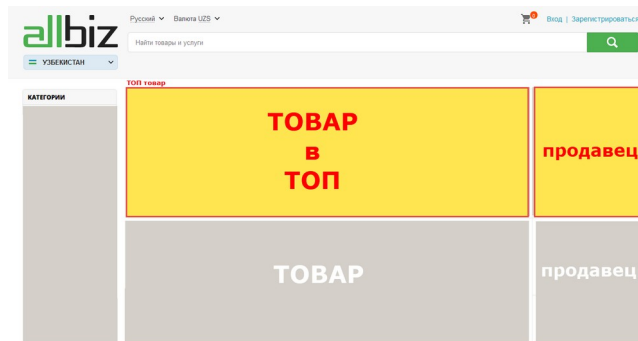 allbiz
Русский Валюта UZS
0
Вход | Зарегистрироваться
Найти товары и услуги
УЗБЕКИСТАН
ТОП товар
КАТЕГОРИИ
ТОВАР
в
ТОП
продавец
ТОВАР
продавец